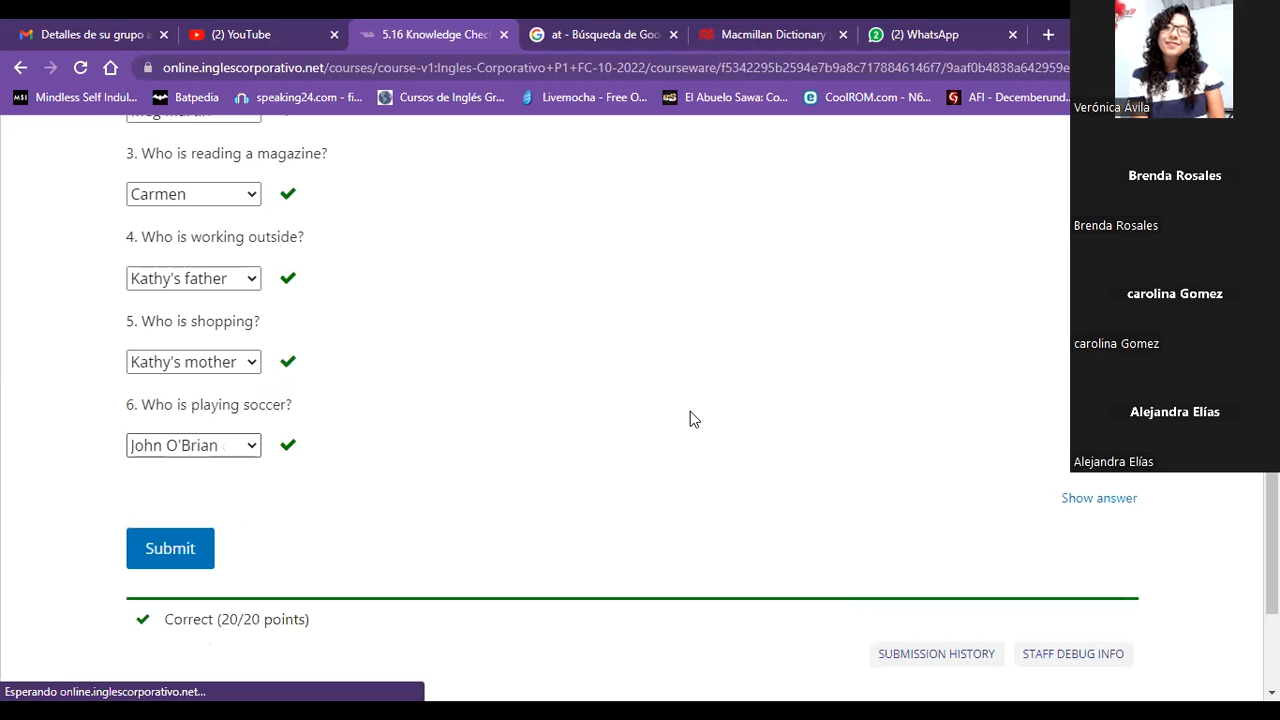 Detalles de su grupo a
(2) YouTube
5.16 Knowledge Chec
at - Búsqueda de Goo
Macmillan Dictionary
(2) WhatsApp
online.inglescorporativo.net/courses/course-v1:Ingles-Corporativo+P1+FC-10-2022/courseware/f5342295b2594e7b9a8c7178846146f7/9aaf0b4838a642959e
Mindless Self Indul...
Batpedia
speaking24.com - fi...
Cursos de Inglés Gr...
Livemocha - Free O...
El Abuelo Sawa: Co...
CoolROM.com - N6...
AFI - Decemberund...
3. Who is reading a magazine?
Carmen
4. Who is working outside?
Kathy's father
5. Who is shopping?
Kathy's mother
6. Who is playing soccer?
John O'Brian
Show answer
Submit
Correct (20/20 points)
SUBMISSION HISTORY
STAFF DEBUG INFO
Esperando online.inglescorporativo.net...
Verónica Ávila
Brenda Rosales
Brenda Rosales
carolina Gomez
carolina Gomez
Alejandra Elías
Alejandra Elías